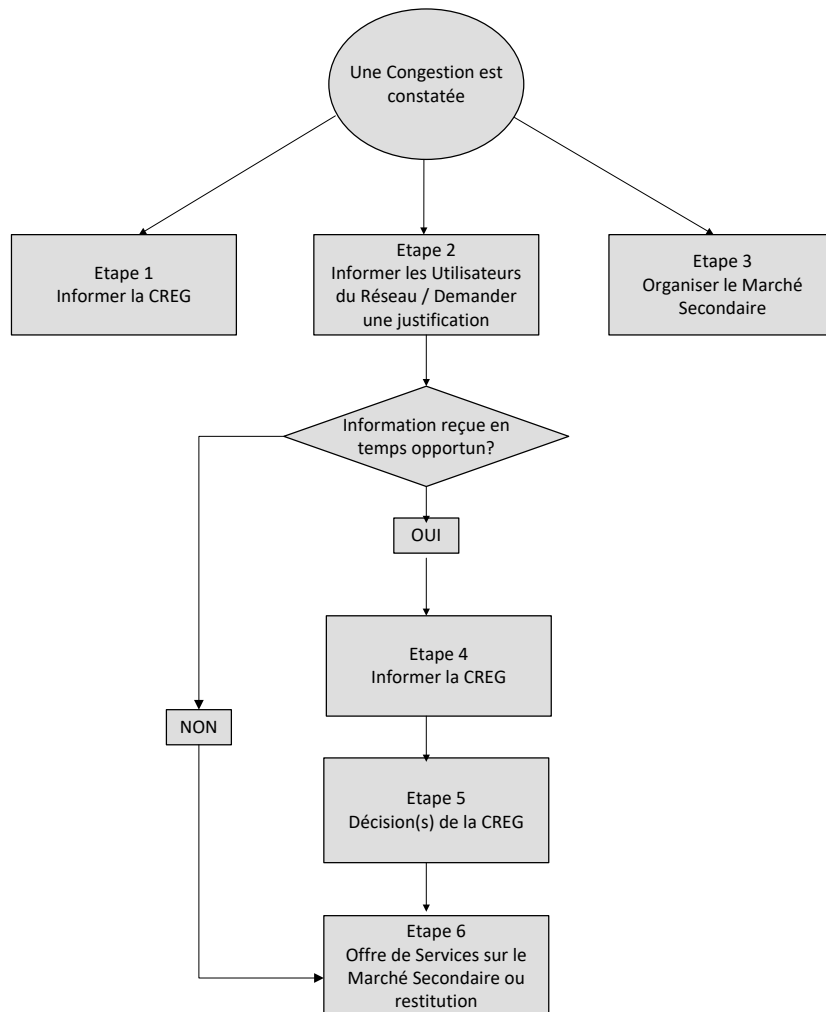 Une Congestion est
constatée
Etape 1
Informer la CREG
Etape 2
Informer les Utilisateurs
du Réseau / Demander
une justification
Etape 3
Organiser le Marché
Secondaire
Information reçue en
temps opportun?
OUI
Etape 4
Informer la CREG
NON
Etape 5
Décision(s) de la CREG
Etape 6
Offre de Services sur le
Marché Secondaire ou
restitution